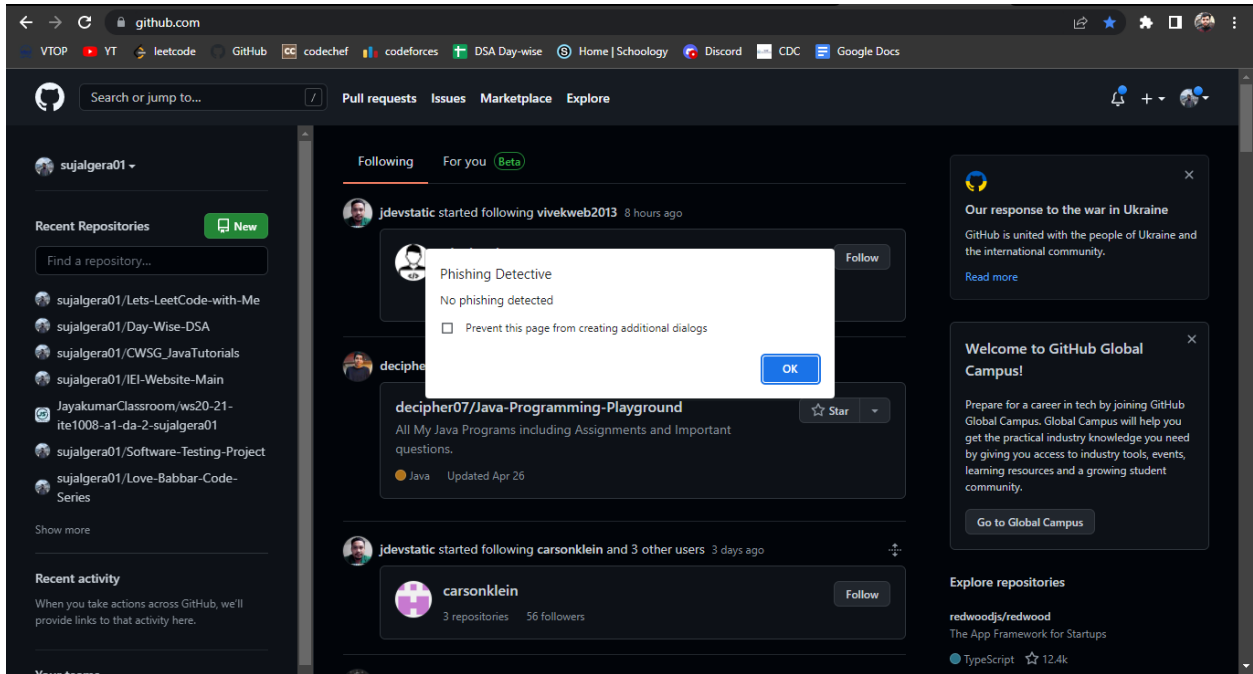 github.com
VTOP YT leetcode GitHub CC codechef codeforces DSA Day-wise S Home | Schoology Discord CDC Google Docs
Search or jump to... / Pull requests Issues Marketplace Explore
sujalgera01
Recent Repositories New
Find a repository...
sujalgera01/Lets-LeetCode-with-Me
sujalgera01/Day-Wise-DSA
sujalgera01/CWSG_JavaTutorials
sujalgera01/IEI-Website-Main
JayakumarClassroom/ws20-21-
ite1008-a1-da-2-sujalgera01
sujalgera01/Software-Testing-Project
sujalgera01/Love-Babbar-Code-
Series
Show more
Recent activity
When you take actions across GitHub, we'll
provide links to that activity here.
Following For you Beta
jdevstatic started following vivekweb2013 8 hours ago
Follow
Phishing Detective
No phishing detected
Prevent this page from creating additional dialogs
OK
decipher07/Java-Programming-Playground
Star
All My Java Programs including Assignments and Important
questions.
Java Updated Apr 26
jdevstatic started following carsonklein and 3 other users 3 days ago
carsonklein
3 repositories 56 followers
Follow
Our response to the war in Ukraine
GitHub is united with the people of Ukraine and
the international community.
Read more
Welcome to GitHub Global
Campus!
Prepare for a career in tech by joining GitHub
Global Campus. Global Campus will help you
get the practical industry knowledge you need
by giving you access to industry tools, events,
learning resources and a growing student
community.
Go to Global Campus
Explore repositories
redwoodjs/redwood
The App Framework for Startups
TypeScript 12.4k